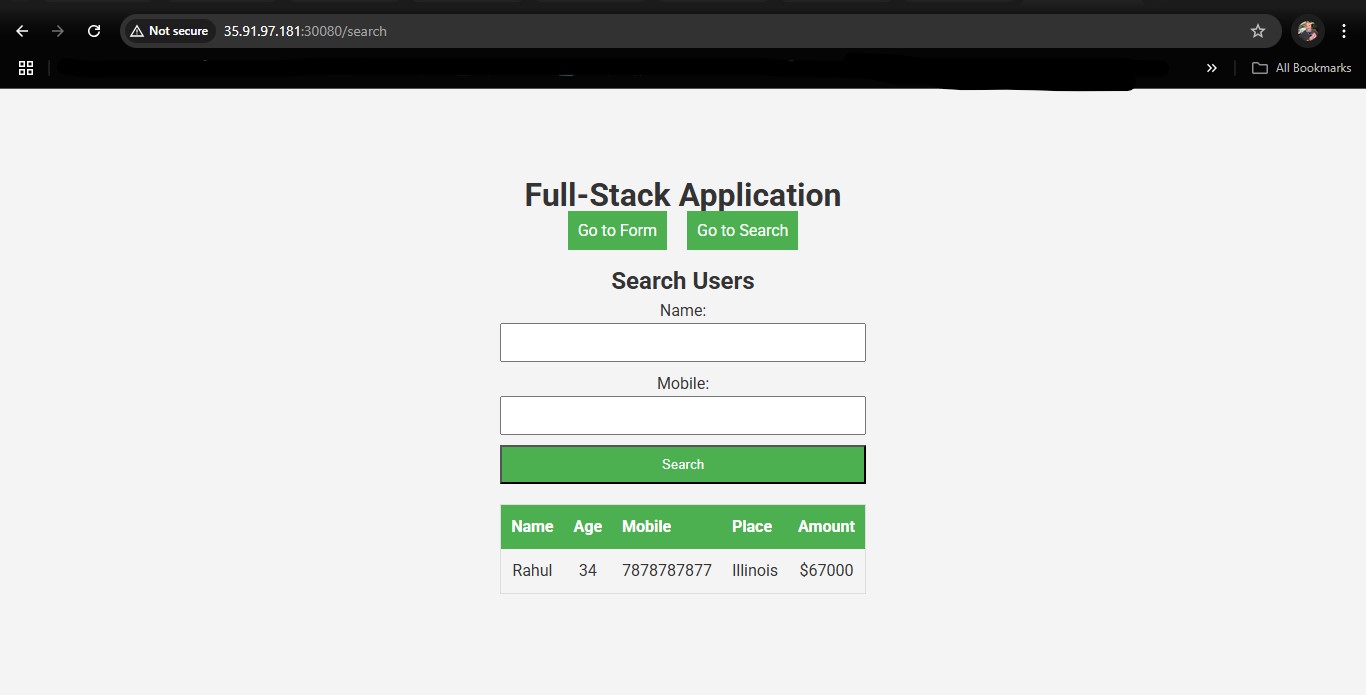 Not secure 35.91.97.181:30080/search
All Bookmarks
Full-Stack Application
Go to Form Go to Search
Search Users
Name:
Mobile:
Search
Name Age Mobile Place Amount
Rahul 34 7878787877 Illinois $67000